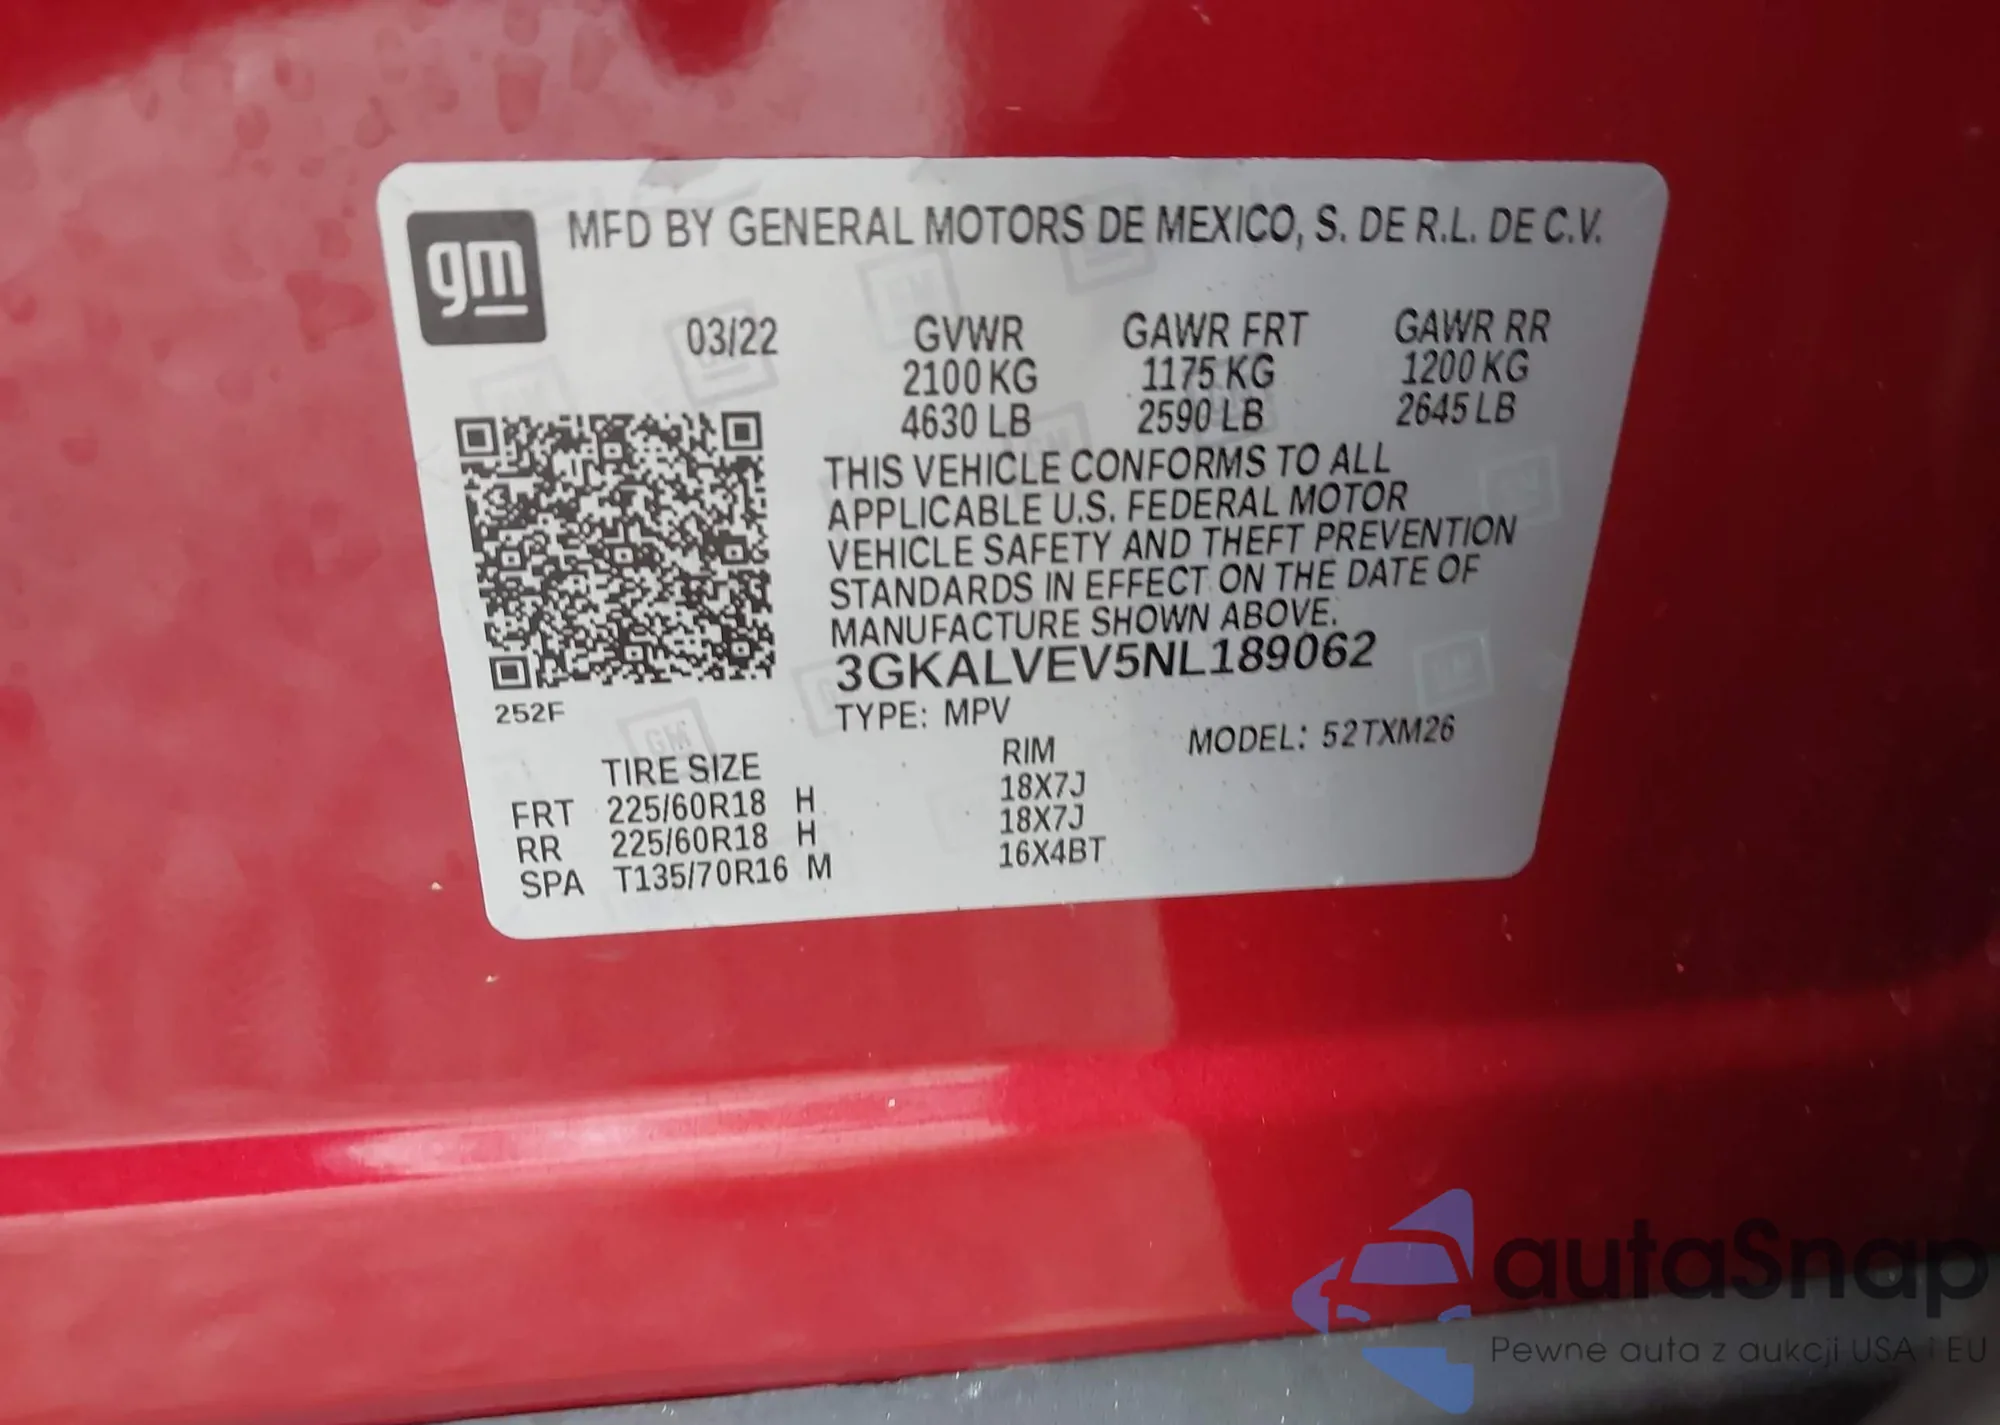 gm
MFD BY GENERAL MOTORS DE MEXICO, S. DE R.L. DE C.V.
03/22 GVWR GAWR FRT GAWR RR
2100 KG 1175 KG 1200 KG
4630 LB 2590 LB 2645 LB
THIS VEHICLE CONFORMS TO ALL
APPLICABLE U.S. FEDERAL MOTOR
VEHICLE SAFETY AND THEFT PREVENTION
STANDARDS IN EFFECT ON THE DATE OF
MANUFACTURE SHOWN ABOVE.
3GKALVEV5NL189062
252F
TYPE: MPV MODEL: 52TXM26
TIRE SIZE RIM
FRT 225/60R18 H 18X7J
RR 225/60R18 H 18X7J
SPA T135/70R16 M 16X4BT
autaSnap
Pewne auta z aukcji USA i EU